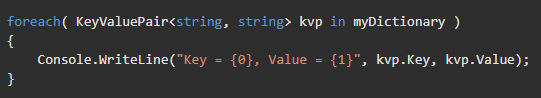 foreach( KeyValuePair<string, string> kvp in myDictionary )
{
    Console.WriteLine("Key = {0}, Value = {1}", kvp.Key, kvp.Value);
}